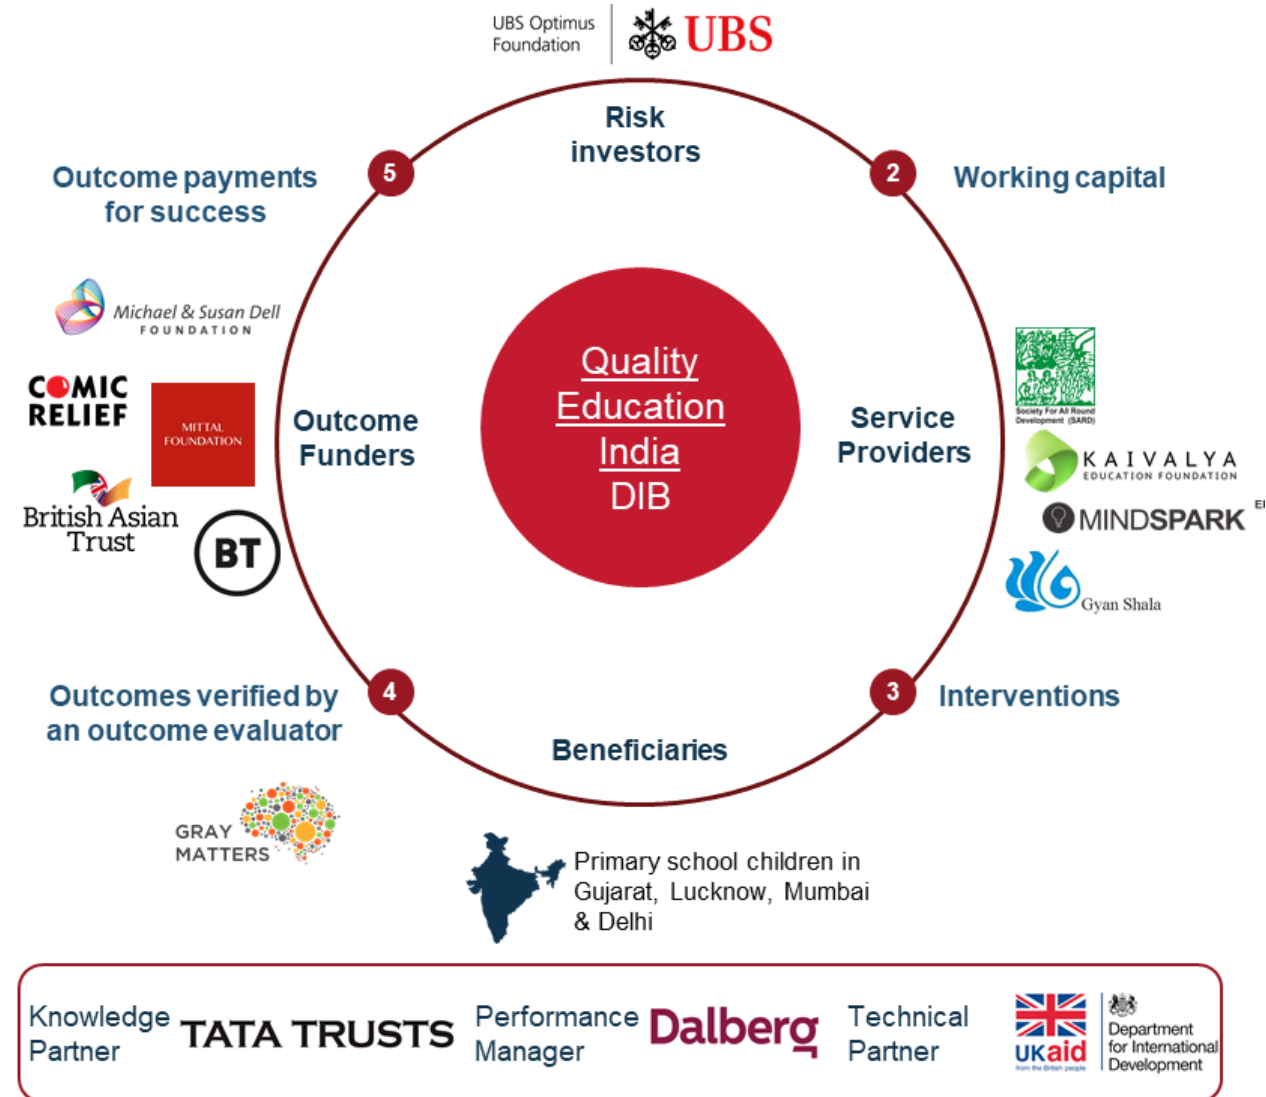 UBS Optimus
Foundation
UBS
Risk
investors
5
2
Outcome payments
for success
Working capital
Michael & Susan Dell
FOUNDATION
COMIC
RELIEF
MITTAL
FOUNDATION
British Asian
Trust
BT
Outcome
Funders
Quality
Education
India
DIB
Service
Providers
Society For All Round
Development (SARD)
KAIVALYA
EDUCATION FOUNDATION
MINDSPARK
Gyan Shala
4
3
Outcomes verified by
an outcome evaluator
Interventions
Beneficiaries
GRAY
MATTERS
Primary school children in
Gujarat, Lucknow, Mumbai
& Delhi
Knowledge
Partner
TATA TRUSTS
Performance
Manager
Dalberg
Technical
Partner
UKaid
from the British people
Department
for International
Development